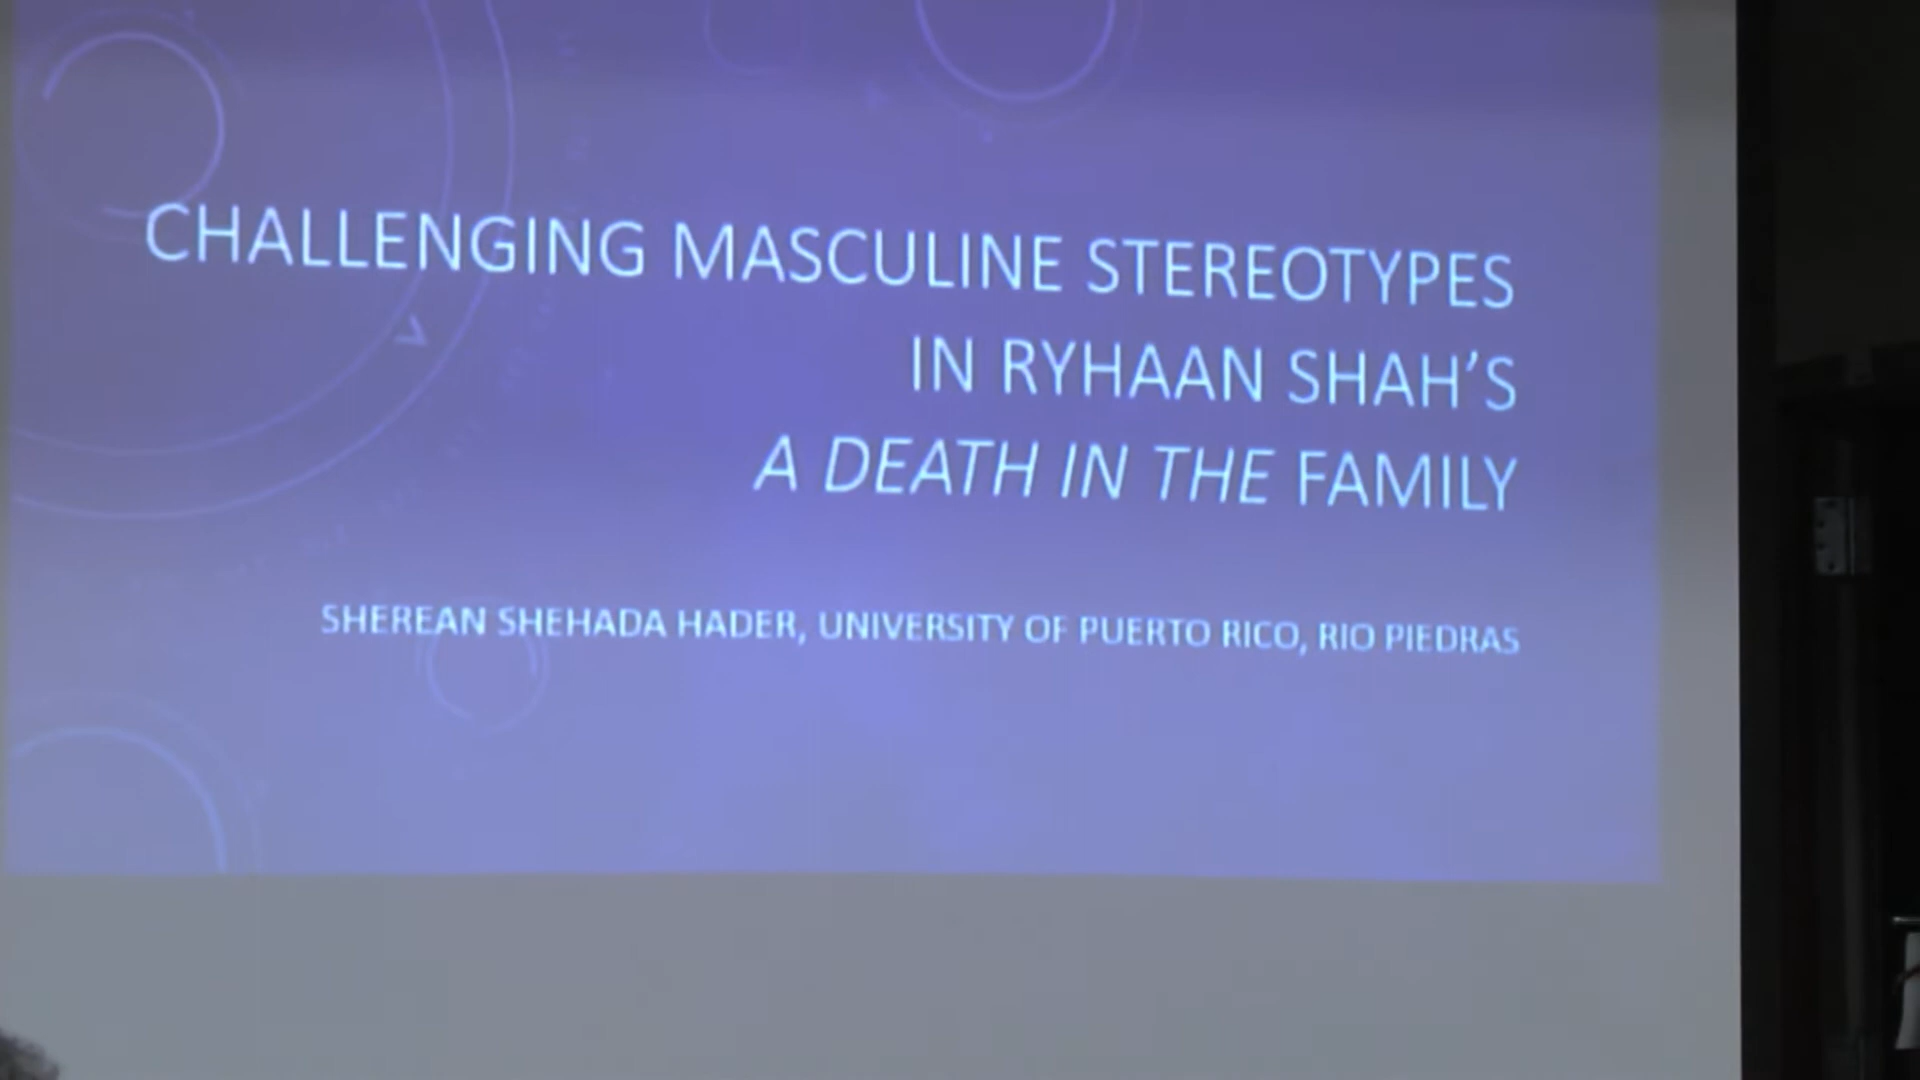 CHALLENGING MASCULINE STEREOTYPES
IN RYHAAN SHAH'S
A DEATH IN THE FAMILY
SHEREAN SHEHADA HADER, UNIVERSITY OF PUERTO RICO, RIO PIEDRAS